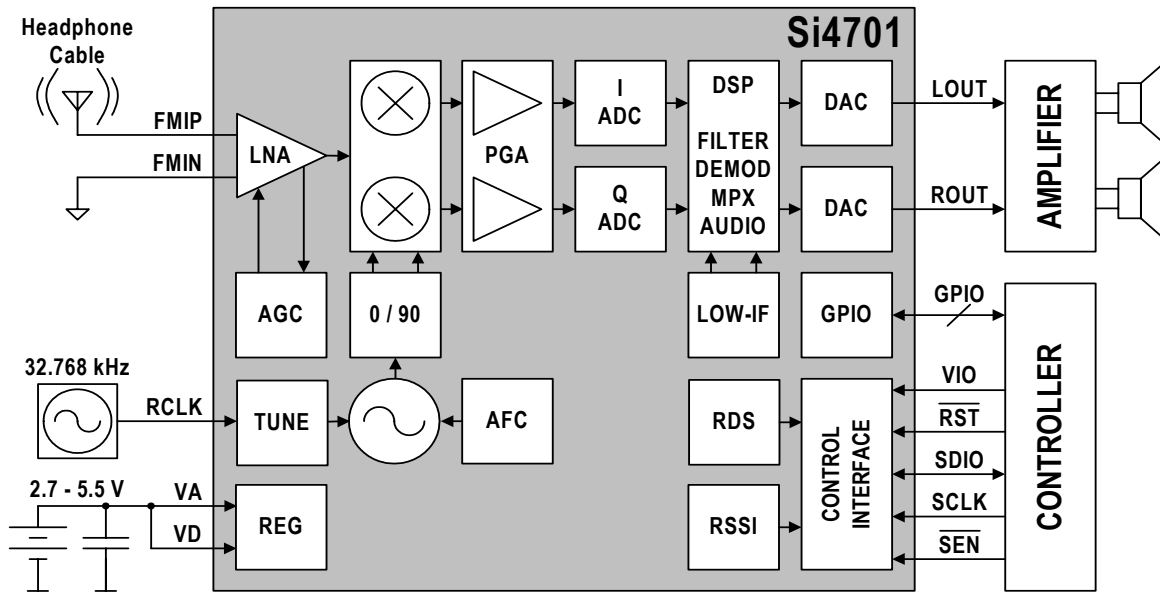 Si4701
Headphone
Cable
FMIP
FMIN
LNA
PGA
I
ADC
Q
ADC
DSP
FILTER
DEMOD
MPX
AUDIO
DAC
DAC
LOUT
ROUT
AMPLIFIER
AGC
0 / 90
LOW-IF
GPIO
GPIO
32.768 kHz
RCLK
TUNE
AFC
RDS
RSSI
CONTROL
INTERFACE
VIO
RST
SDIO
SCLK
SEN
CONTROLLER
2.7 - 5.5 V
VA
VD
REG